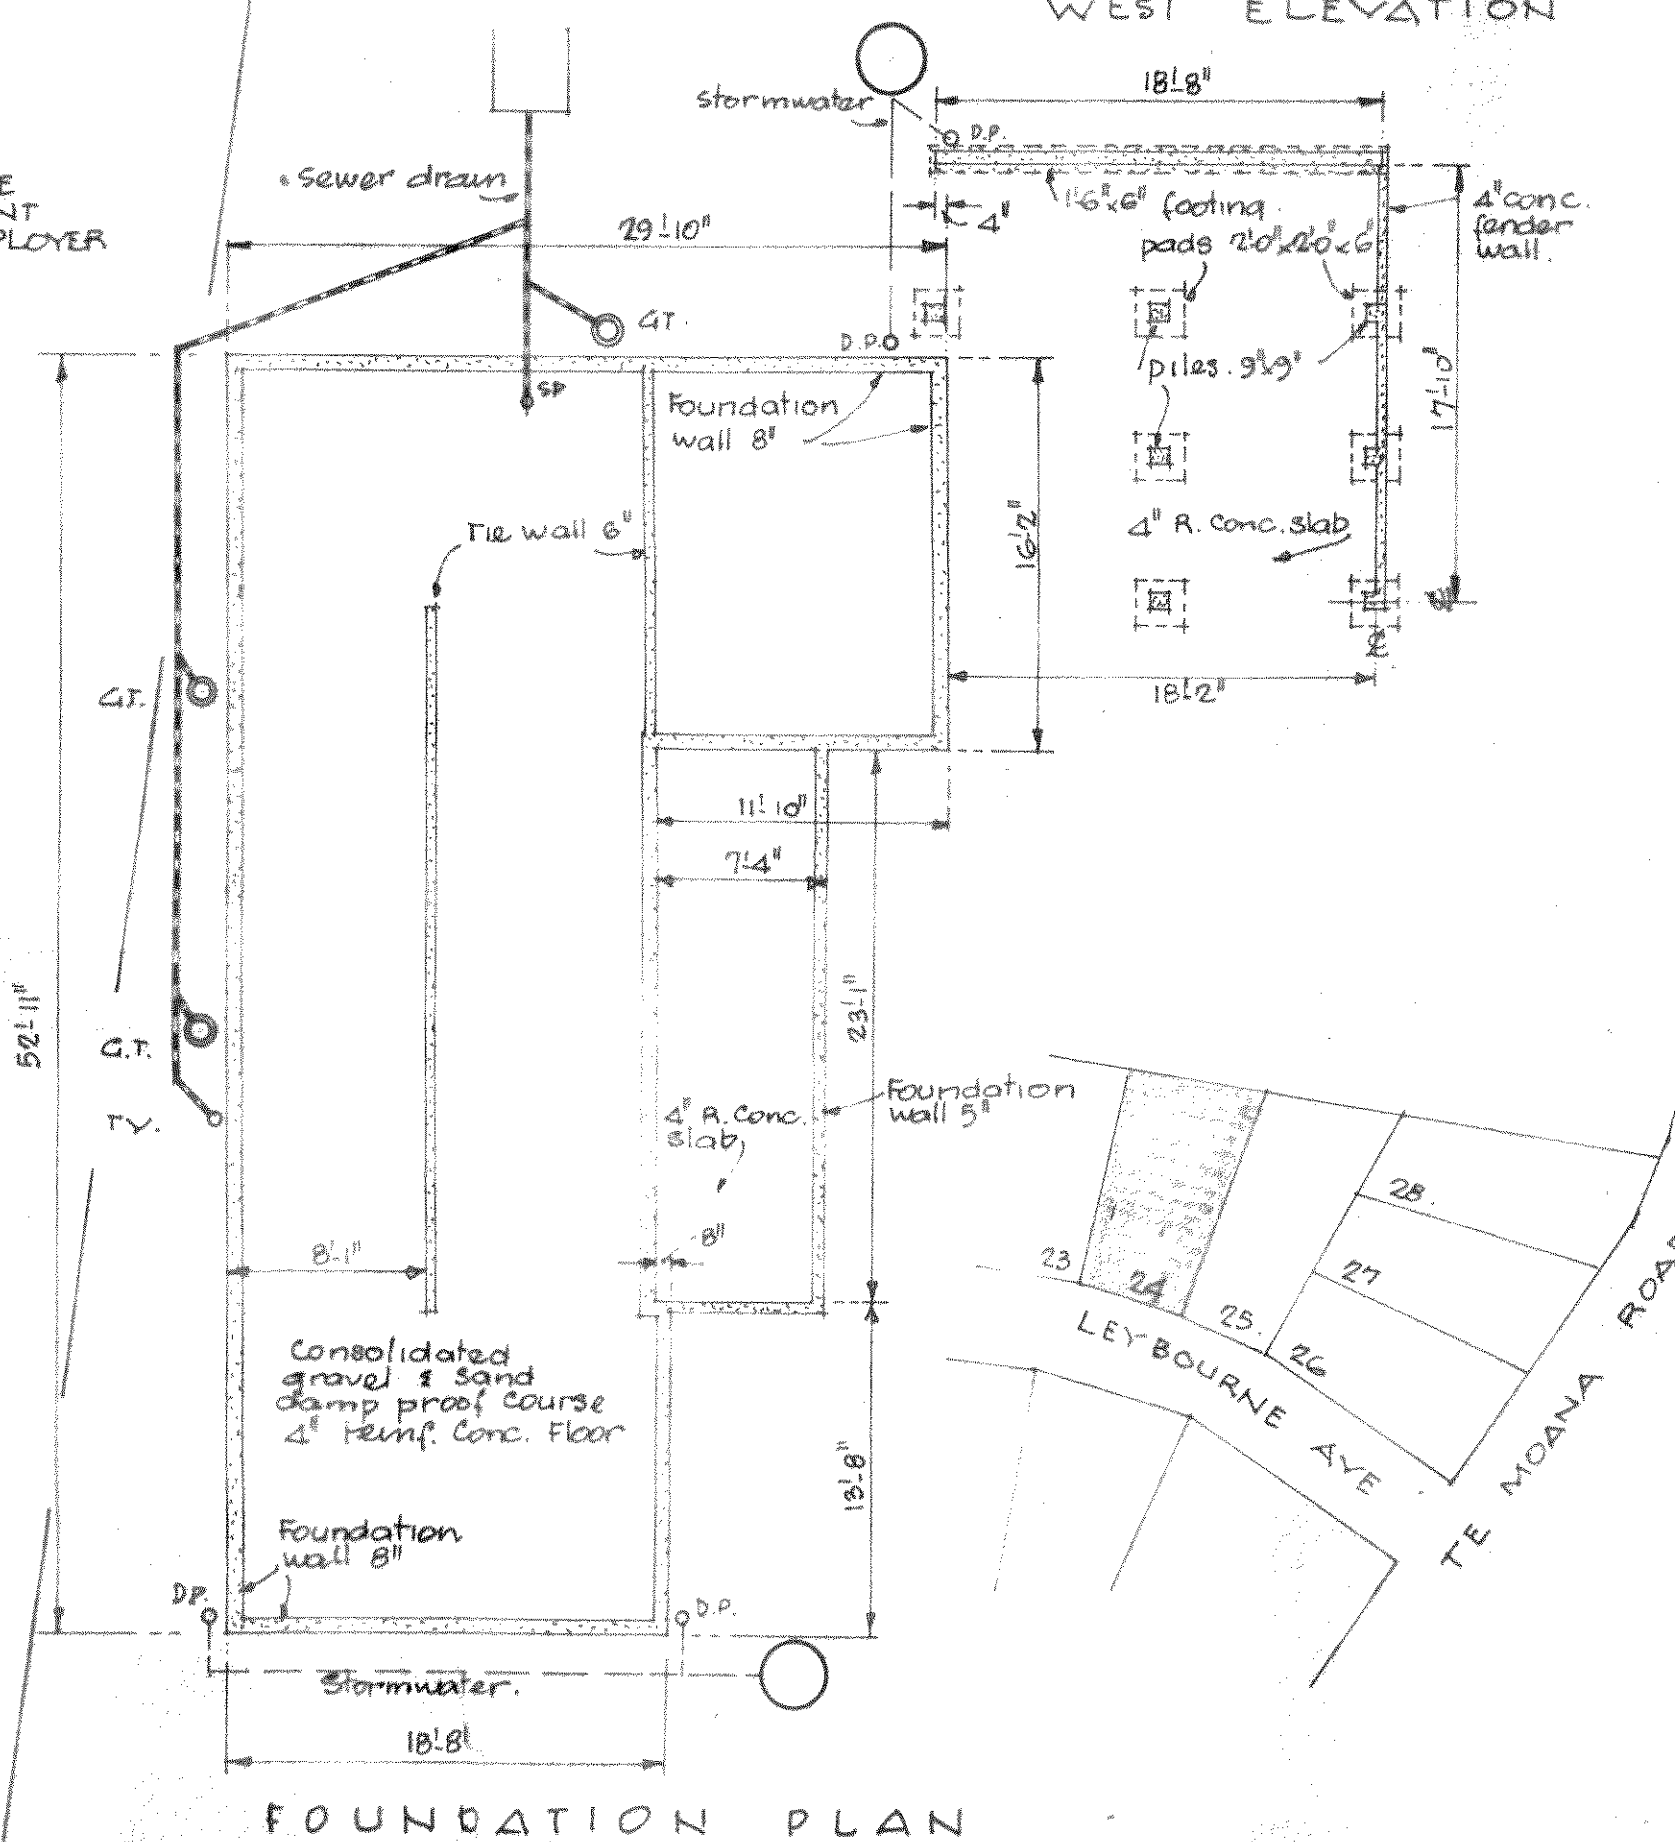 WEST ELEVATION
18'-8"
stormwater
D.P.
Sewer drain
PLOYER
29'-10"
4"
1'-6"x6" footing.
pads 2'0"x2'0"x6"
4" conc.
fender
wall.
G.T.
D.P.
piles. 9"x9"
17'-10"
SP
Foundation
wall 8"
Tie wall 6"
16'-2"
4" R. Conc. slab
18'-2"
G.T.
11'-10"
7'-4"
52'-11"
G.T.
23'-1"
T.V.
4" R. Conc.
slab
Foundation
wall 5"
8'-1"
8"
Consolidated
gravel & sand
damp proof course
4" reinf. Conc. Floor
13'-8"
Foundation
wall 8"
D.P.
D.P.
Stormwater.
18'-8"
FOUNDATION PLAN
23
24
25.
26
27
28.
LEYBOURNE AVE
TE MOANA ROAD